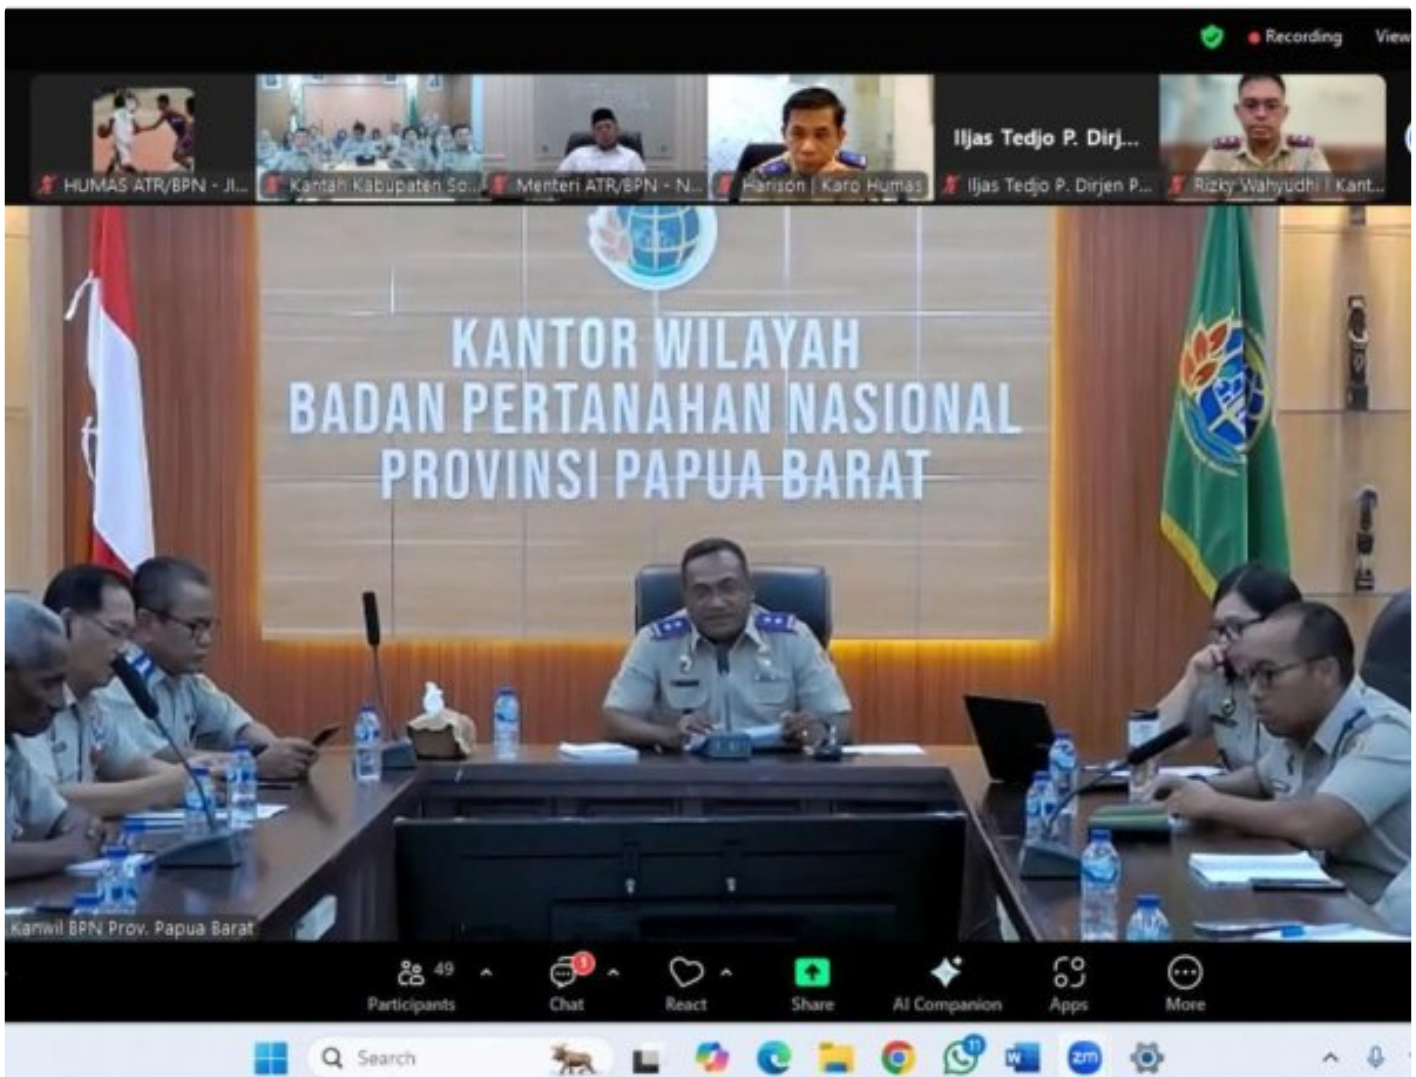 Recording
View
HUMAS ATR/BPN - JI...
Kantah Kabupaten So...
Menteri ATR/BPN - N...
Harison | Karo Humas
Iljas Tedjo P. Dirj...
Iljas Tedjo P. Dirjen P...
Rizky Wahyudhi | Kant...
KANTOR WILAYAH
BADAN PERTANAHAN NASIONAL
PROVINSI PAPUA BARAT
Kanwil BPN Prov. Papua Barat
49
Participants
Chat
React
Share
AI Companion
Apps
More
Search
11
W
zm